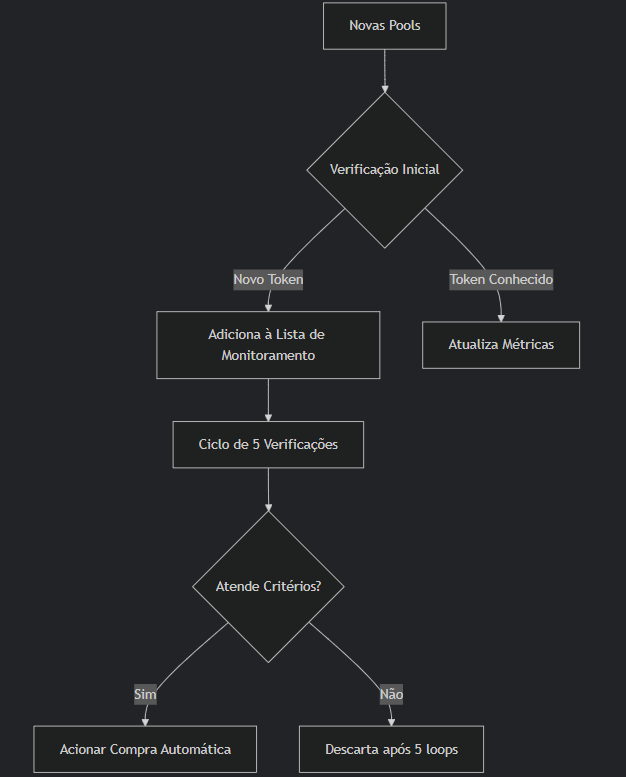 Novas Pools
Verificação Inicial
Novo Token
Token Conhecido
Adiciona à Lista de
Monitoramento
Atualiza Métricas
Ciclo de 5 Verificações
Atende Critérios?
Sim
Não
Acionar Compra Automática
Descarta após 5 loops